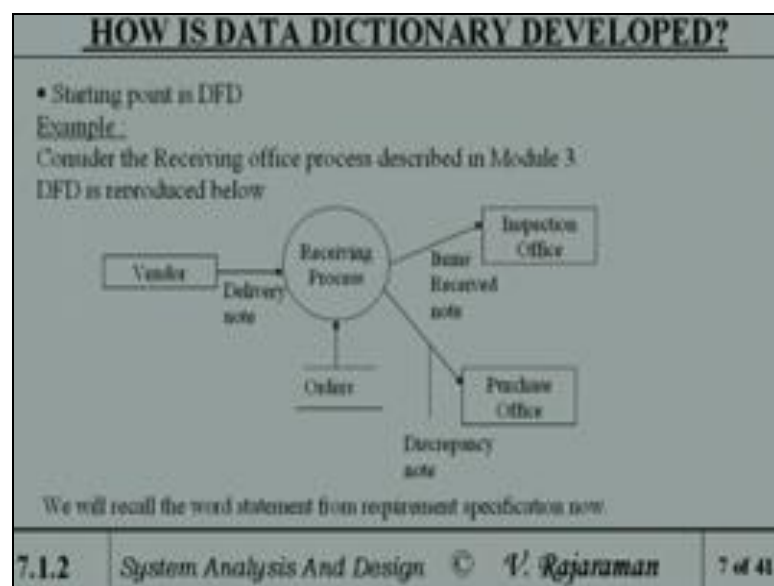 HOW IS DATA DICTIONARY DEVELOPED?
• Starting point is DFD
Example :
Consider the Receiving office process described in Module 3
DFD is reproduced below
Vendor
Delivery
note
Receiving
Process
Orders
Inspection
Office
Items
Received
note
Purchase
Office
Discrepancy
note
We will recall the word statement from requirement specification now.
7.1.2 System Analysis And Design © V. Rajaraman 7 of 41